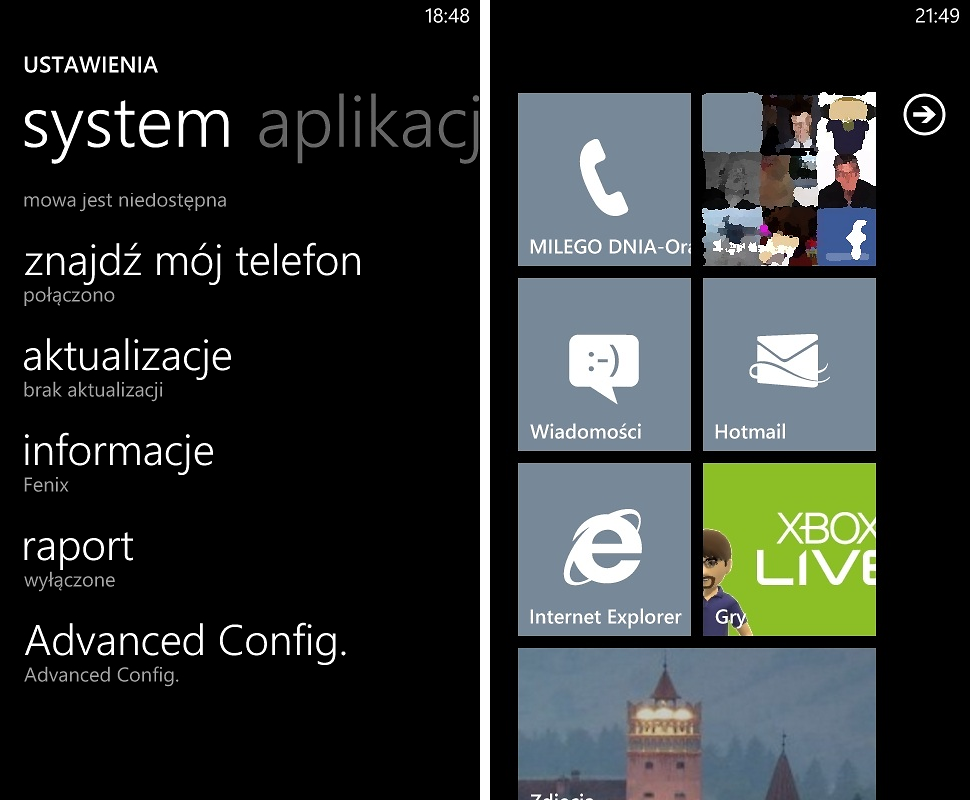 18:48
USTAWIENIA
system aplikacj
mowa jest niedostępna
znajdź mój telefon
połączono
aktualizacje
brak aktualizacji
informacje
Fenix
raport
wyłączone
Advanced Config.
Advanced Config.
21:49
MILEGO DNIA-Ora
f
:-)
Wiadomości
Hotmail
Internet Explorer
XBOX
LIVE
Gry
Zdjęcia